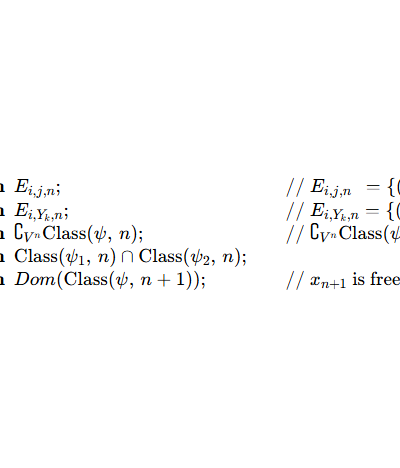 n E_{i,j,n}; // E_{i,j,n} = {(
n E_{i,Y_k,n}; // E_{i,Y_k,n} = {(
n ∁_{V^n}Class(ψ, n); // ∁_{V^n}Class(ψ
n Class(ψ_1, n) ∩ Class(ψ_2, n);
n Dom(Class(ψ, n + 1)); // x_{n+1} is free